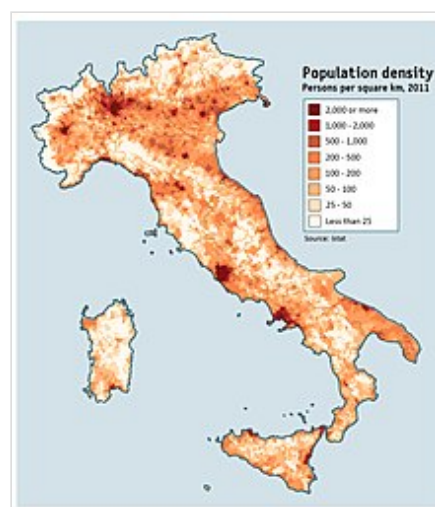 Population density
Persons per square km, 2011
2,000 or more
1,000 - 2,000
500 - 1,000
200 - 500
100 - 200
50 - 100
25 - 50
Less than 25
Source: Istat